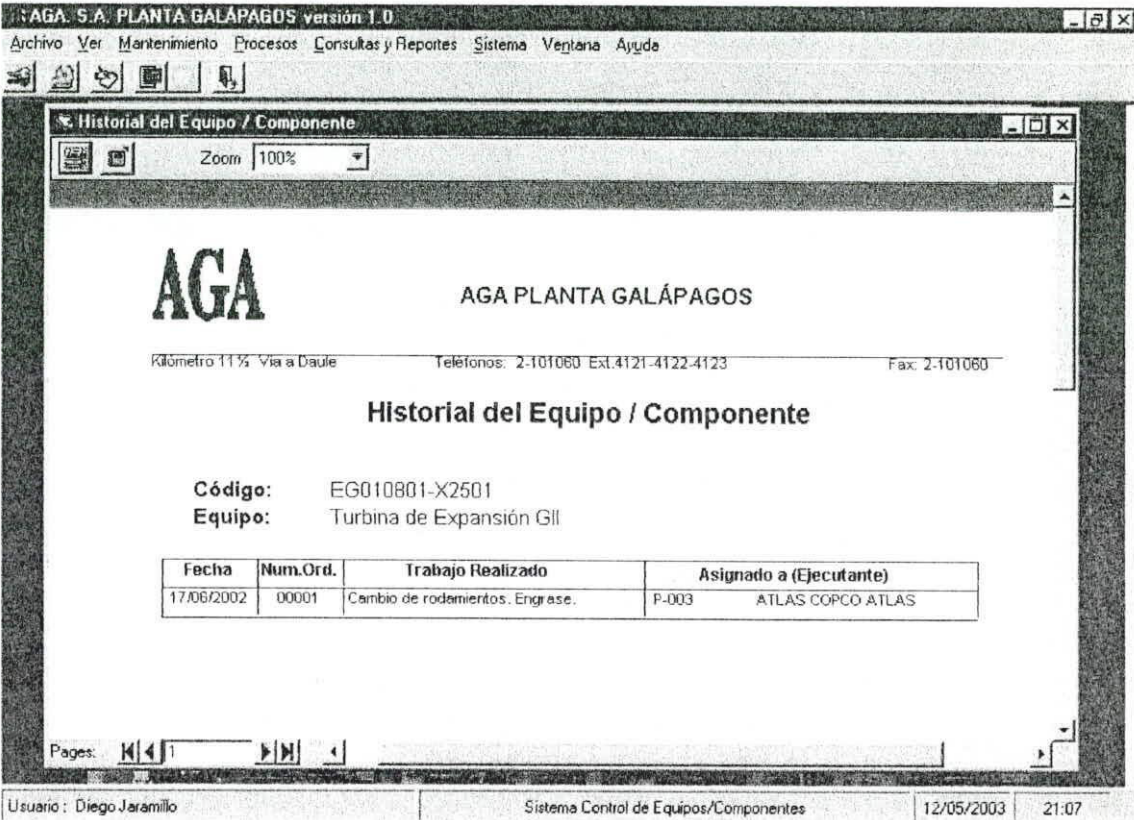 AGA. S.A. PLANTA GALÁPAGOS versión 1.0
Archivo Ver Mantenimiento Procesos Consultas y Reportes Sistema Ventana Ayuda
Historial del Equipo / Componente
Zoom 100%
AGA
AGA PLANTA GALÁPAGOS
Kilómetro 11 ½ Via a Daule Teléfonos: 2-101060 Ext.4121-4122-4123 Fax: 2-101060
Historial del Equipo / Componente
Código: EG010801-X2501
Equipo: Turbina de Expansión GII
Fecha Num.Ord. Trabajo Realizado Asignado a (Ejecutante)
17/06/2002 00001 Cambio de rodamientos. Engrase. P-003 ATLAS COPCO ATLAS
Pages: 1
Usuario : Diego Jaramillo Sistema Control de Equipos/Componentes 12/05/2003 21:07